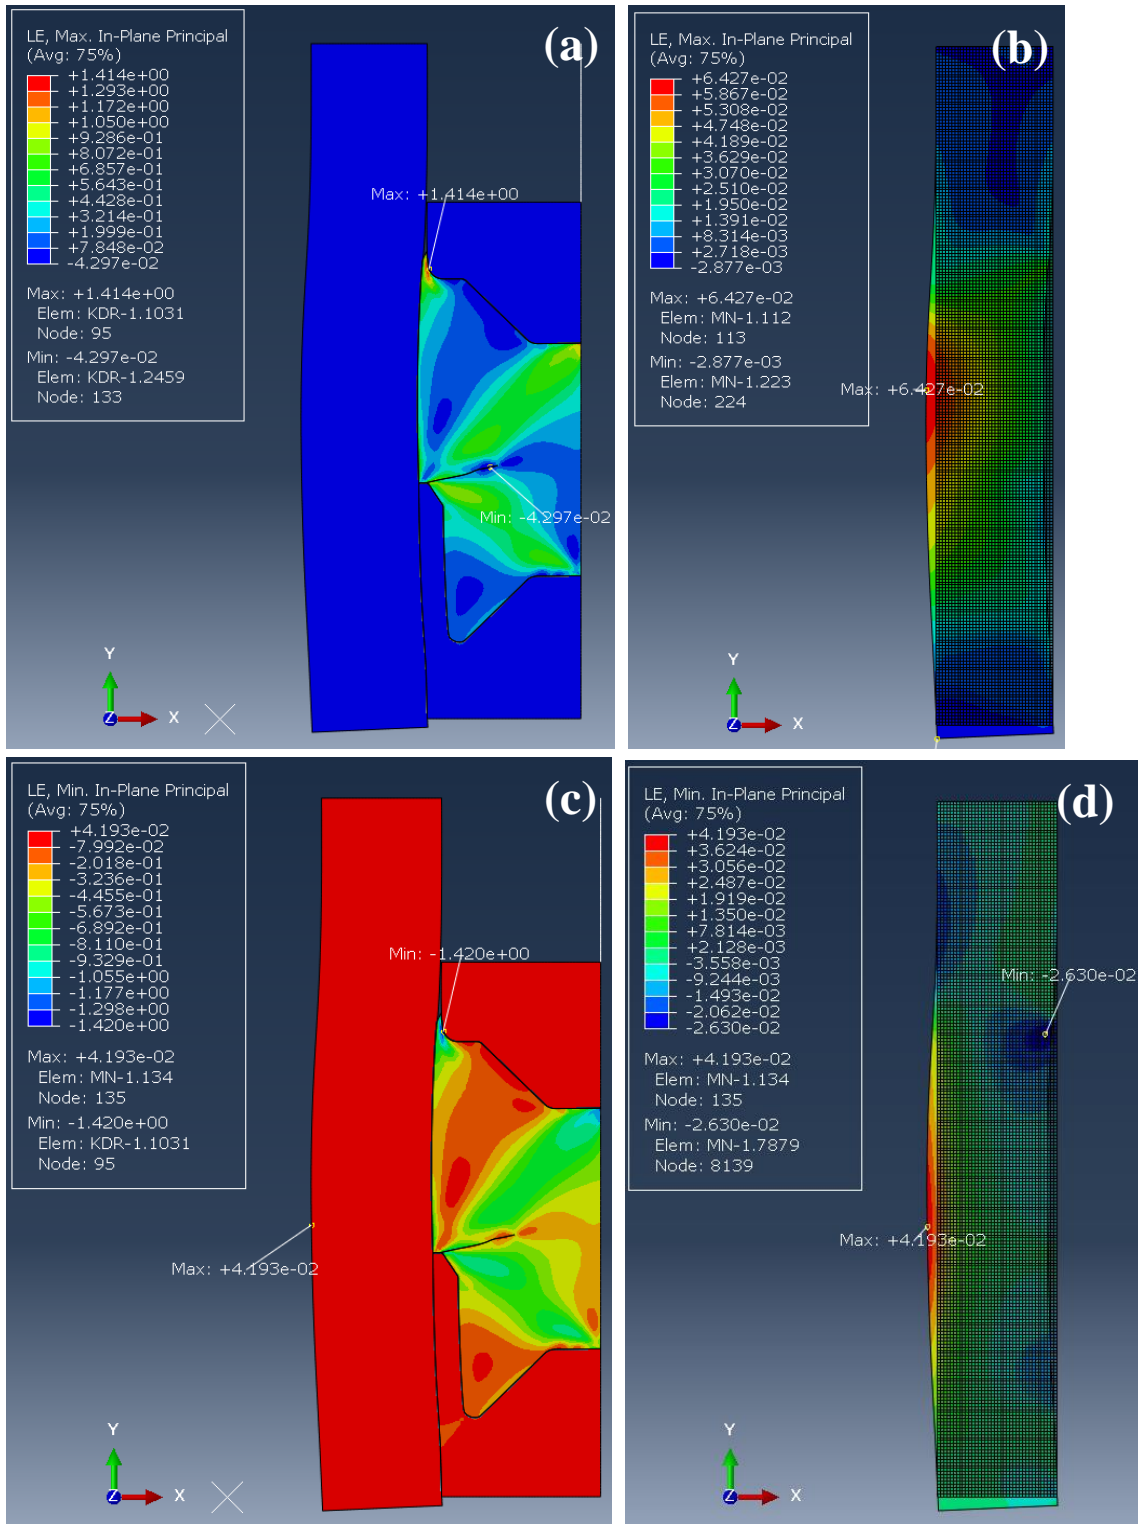 LE, Max. In-Plane Principal
(Avg: 75%)
+1.414e+00
+1.293e+00
+1.172e+00
+1.050e+00
+9.286e-01
+8.072e-01
+6.857e-01
+5.643e-01
+4.428e-01
+3.214e-01
+1.999e-01
+7.848e-02
-4.297e-02
Max: +1.414e+00
Elem: KDR-1.1031
Node: 95
Min: -4.297e-02
Elem: KDR-1.2459
Node: 133
(a)
Max: +1.414e+00
Min: -4.297e-02
Y
Z
X
LE, Max. In-Plane Principal
(Avg: 75%)
+6.427e-02
+5.867e-02
+5.308e-02
+4.748e-02
+4.189e-02
+3.629e-02
+3.070e-02
+2.510e-02
+1.950e-02
+1.391e-02
+8.314e-03
+2.718e-03
-2.877e-03
Max: +6.427e-02
Elem: MN-1.112
Node: 113
Min: -2.877e-03
Elem: MN-1.223
Node: 224
(b)
Max: +6.427e-02
Y
Z
X
LE, Min. In-Plane Principal
(Avg: 75%)
+4.193e-02
-7.992e-02
-2.018e-01
-3.236e-01
-4.455e-01
-5.673e-01
-6.892e-01
-8.110e-01
-9.329e-01
-1.055e+00
-1.177e+00
-1.298e+00
-1.420e+00
Max: +4.193e-02
Elem: MN-1.134
Node: 135
Min: -1.420e+00
Elem: KDR-1.1031
Node: 95
(c)
Min: -1.420e+00
Max: +4.193e-02
Y
Z
X
LE, Min. In-Plane Principal
(Avg: 75%)
+4.193e-02
+3.624e-02
+3.056e-02
+2.487e-02
+1.919e-02
+1.350e-02
+7.814e-03
+2.128e-03
-3.558e-03
-9.244e-03
-1.493e-02
-2.062e-02
-2.630e-02
Max: +4.193e-02
Elem: MN-1.134
Node: 135
Min: -2.630e-02
Elem: MN-1.7879
Node: 8139
(d)
Min: -2.630e-02
Max: +4.193e-02
Y
Z
X